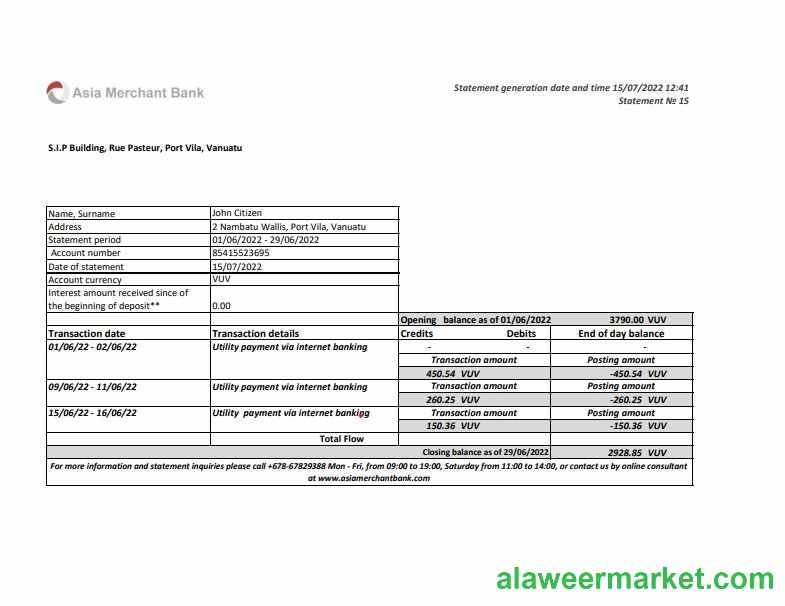 Asia Merchant Bank
Statement generation date and time 15/07/2022 12:41
Statement № 15
S.I.P Building, Rue Pasteur, Port Vila, Vanuatu
Name, Surname John Citizen
Address 2 Nambatu Wallis, Port Vila, Vanuatu
Statement period 01/06/2022 - 29/06/2022
Account number 85415523695
Date of statement 15/07/2022
Account currency VUV
Interest amount received since of
the beginning of deposit** 0.00
Opening balance as of 01/06/2022 3790.00 VUV
Transaction date Transaction details Credits Debits End of day balance
01/06/22 - 02/06/22 Utility payment via internet banking - - -
Transaction amount Posting amount
450.54 VUV -450.54 VUV
09/06/22 - 11/06/22 Utility payment via internet banking Transaction amount Posting amount
260.25 VUV -260.25 VUV
15/06/22 - 16/06/22 Utility payment via internet banking Transaction amount Posting amount
150.36 VUV -150.36 VUV
Total Flow
Closing balance as of 29/06/2022 2928.85 VUV
For more information and statement inquiries please call +678-67829388 Mon - Fri, from 09:00 to 19:00, Saturday from 11:00 to 14:00, or contact us by online consultant
at www.asiamerchantbank.com
alaweermarket.com